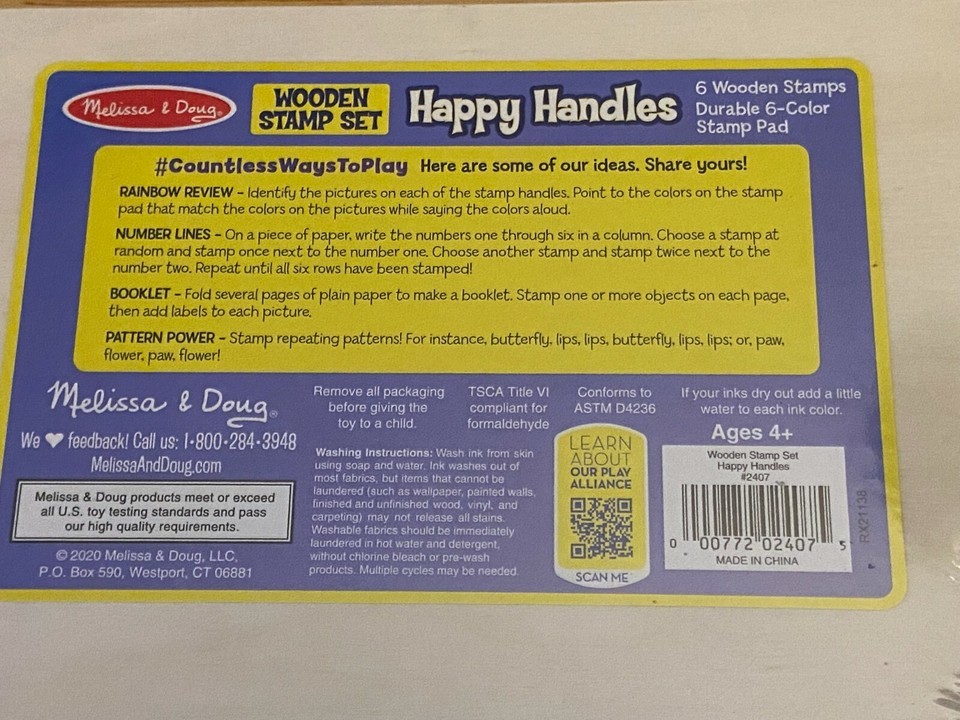 Melissa & Doug®
WOODEN
STAMP SET
Happy Handles
6 Wooden Stamps
Durable 6-Color
Stamp Pad
#CountlessWaysToPlay Here are some of our ideas. Share yours!
RAINBOW REVIEW – Identify the pictures on each of the stamp handles. Point to the colors on the stamp
pad that match the colors on the pictures while saying the colors aloud.
NUMBER LINES – On a piece of paper, write the numbers one through six in a column. Choose a stamp at
random and stamp once next to the number one. Choose another stamp and stamp twice next to the
number two. Repeat until all six rows have been stamped!
BOOKLET – Fold several pages of plain paper to make a booklet. Stamp one or more objects on each page,
then add labels to each picture.
PATTERN POWER – Stamp repeating patterns! For instance, butterfly, lips, lips, butterfly, lips, lips; or, paw,
flower, paw, flower!
Melissa & Doug®
We ♥ feedback! Call us: 1-800-284-3948
MelissaAndDoug.com
Melissa & Doug products meet or exceed
all U.S. toy testing standards and pass
our high quality requirements.
© 2020 Melissa & Doug, LLC,
P.O. Box 590, Westport, CT 06881
Remove all packaging
before giving the
toy to a child.
TSCA Title VI
compliant for
formaldehyde
Conforms to
ASTM D4236
Washing Instructions: Wash ink from skin
using soap and water. Ink washes out of
most fabrics, but items that cannot be
laundered (such as wallpaper, painted walls,
finished and unfinished wood, vinyl, and
carpeting) may not release all stains.
Washable fabrics should be immediately
laundered in hot water and detergent,
without chlorine bleach or pre-wash
products. Multiple cycles may be needed.
LEARN
ABOUT
OUR PLAY
ALLIANCE
SCAN ME
If your inks dry out add a little
water to each ink color.
Ages 4+
Wooden Stamp Set
Happy Handles
#2407
0 00772 02407 5
MADE IN CHINA
RX21138